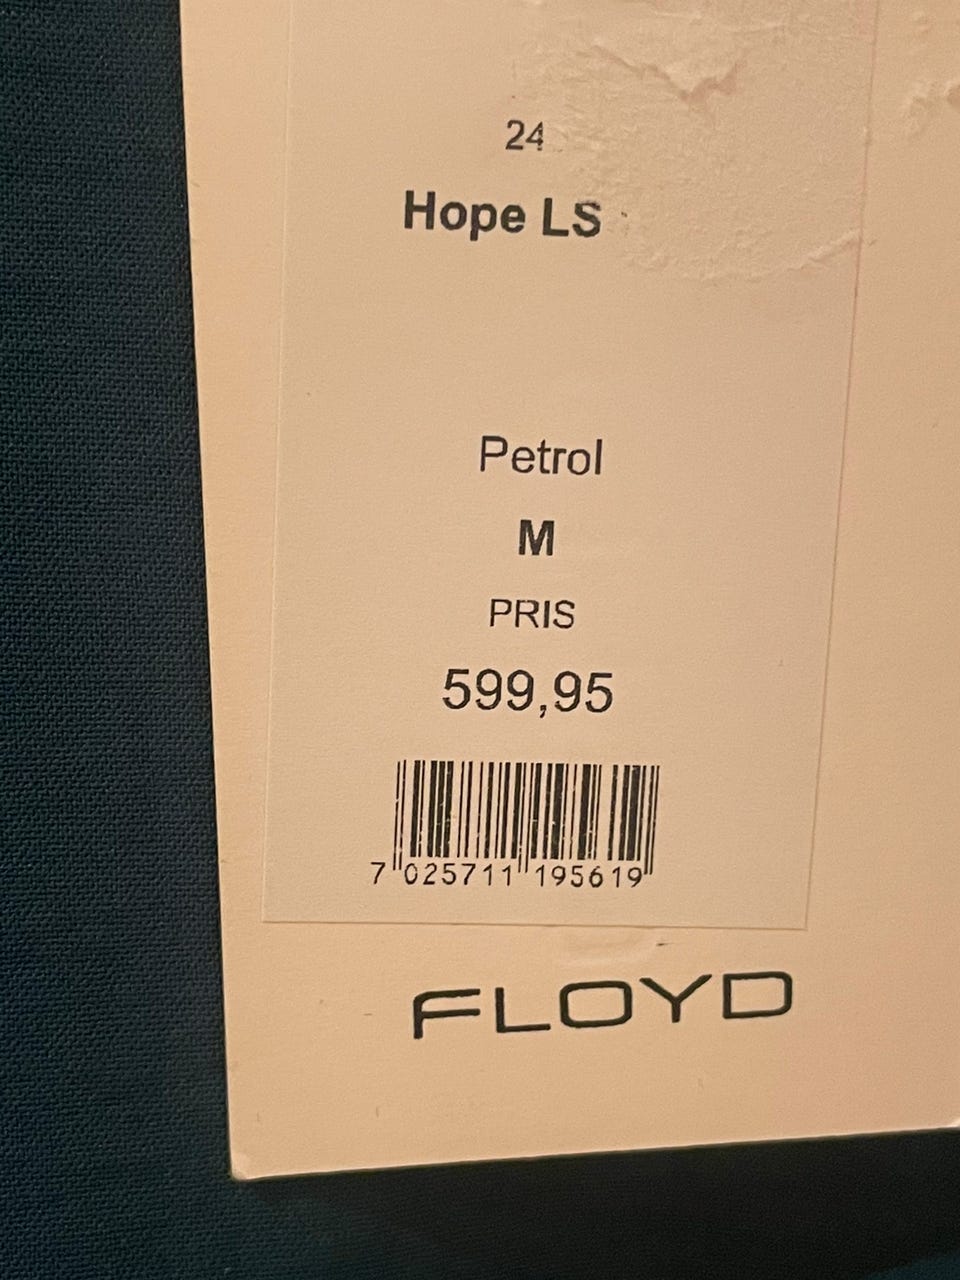 24
Hope LS
Petrol
M
PRIS
599,95
7 025711 195619
FLOYD